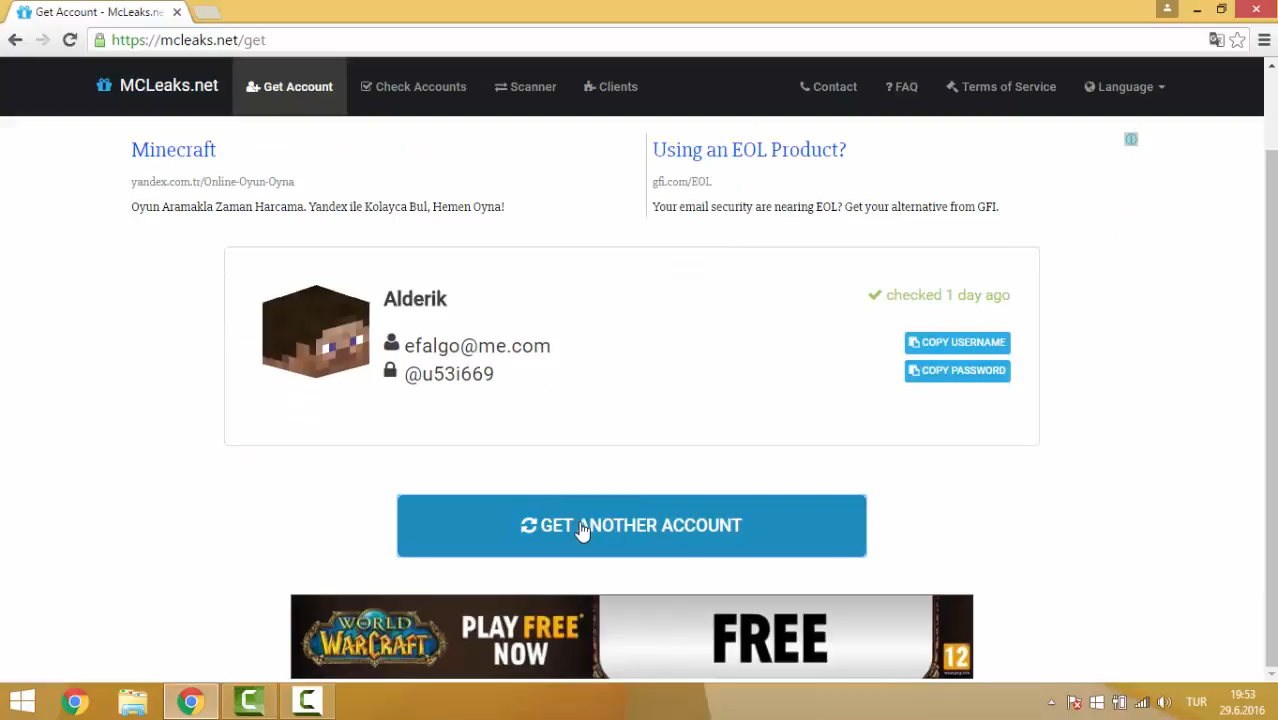 Get Account - McLeaks.ne
https://mcleaks.net/get
MCLeaks.net
Get Account
Check Accounts
Scanner
Clients
Contact
? FAQ
Terms of Service
Language
Minecraft
yandex.com.tr/Online-Oyun-Oyna
Oyun Aramakla Zaman Harcama. Yandex ile Kolayca Bul, Hemen Oyna!
Using an EOL Product?
gfi.com/EOL
Your email security are nearing EOL? Get your alternative from GFI.
Alderik
checked 1 day ago
efalgo@me.com
COPY USERNAME
@u53i669
COPY PASSWORD
GET ANOTHER ACCOUNT
WORLD
WARCRAFT
PLAY FREE*
NOW
FREE
12
TUR
19:53
29.6.2016